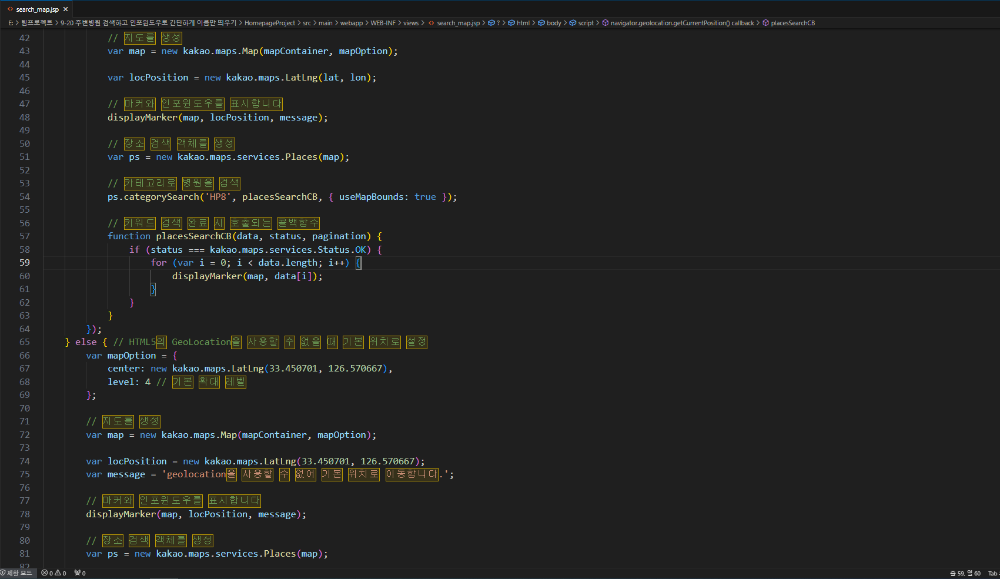 search_map.jsp
E: > 팀프로젝트 > 9-20 주변병원 검색하고 인포윈도우로 간단하게 이름만 띄우기 > HomepageProject > src > main > webapp > WEB-INF > views > search_map.jsp > ? > html > body > script > navigator.geolocation.getCurrentPosition() callback > placesSearchCB
42 // 지도를 생성
43 var map = new kakao.maps.Map(mapContainer, mapOption);
44
45 var locPosition = new kakao.maps.LatLng(lat, lon);
46
47 // 마커와 인포윈도우를 표시합니다
48 displayMarker(map, locPosition, message);
49
50 // 장소 검색 객체를 생성
51 var ps = new kakao.maps.services.Places(map);
52
53 // 카테고리로 병원을 검색
54 ps.categorySearch('HP8', placesSearchCB, { useMapBounds: true });
55
56 // 키워드 검색 완료 시 호출되는 콜백함수
57 function placesSearchCB(data, status, pagination) {
58 if (status === kakao.maps.services.Status.OK) {
59 for (var i = 0; i < data.length; i++) {
60 displayMarker(map, data[i]);
61 }
62 }
63 }
64 });
65 } else { // HTML5의 GeoLocation을 사용할 수 없을 때 기본 위치로 설정
66 var mapOption = {
67 center: new kakao.maps.LatLng(33.450701, 126.570667),
68 level: 4 // 기본 확대 레벨
69 };
70
71 // 지도를 생성
72 var map = new kakao.maps.Map(mapContainer, mapOption);
73
74 var locPosition = new kakao.maps.LatLng(33.450701, 126.570667);
75 var message = 'geolocation을 사용할 수 없어 기본 위치로 이동합니다.';
76
77 // 마커와 인포윈도우를 표시합니다
78 displayMarker(map, locPosition, message);
79
80 // 장소 검색 객체를 생성
81 var ps = new kakao.maps.services.Places(map);
82
제한 모드 0 0 0 줄 59, 열 60 Tab